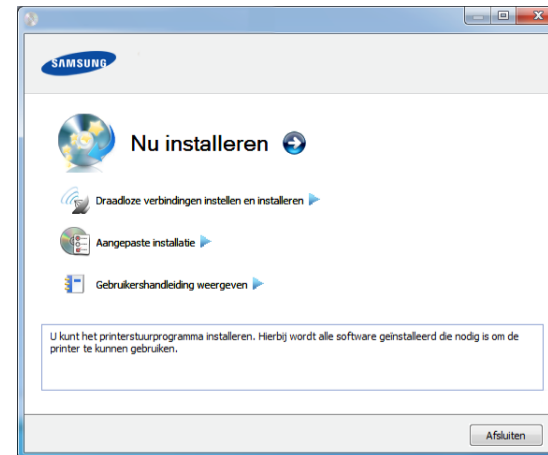 SAMSUNG
Nu installeren
Draadloze verbindingen instellen en installeren
Aangepaste installatie
Gebruikershandleiding weergeven
U kunt het printerstuurprogramma installeren. Hierbij wordt alle software geïnstalleerd die nodig is om de
printer te kunnen gebruiken.
Afsluiten